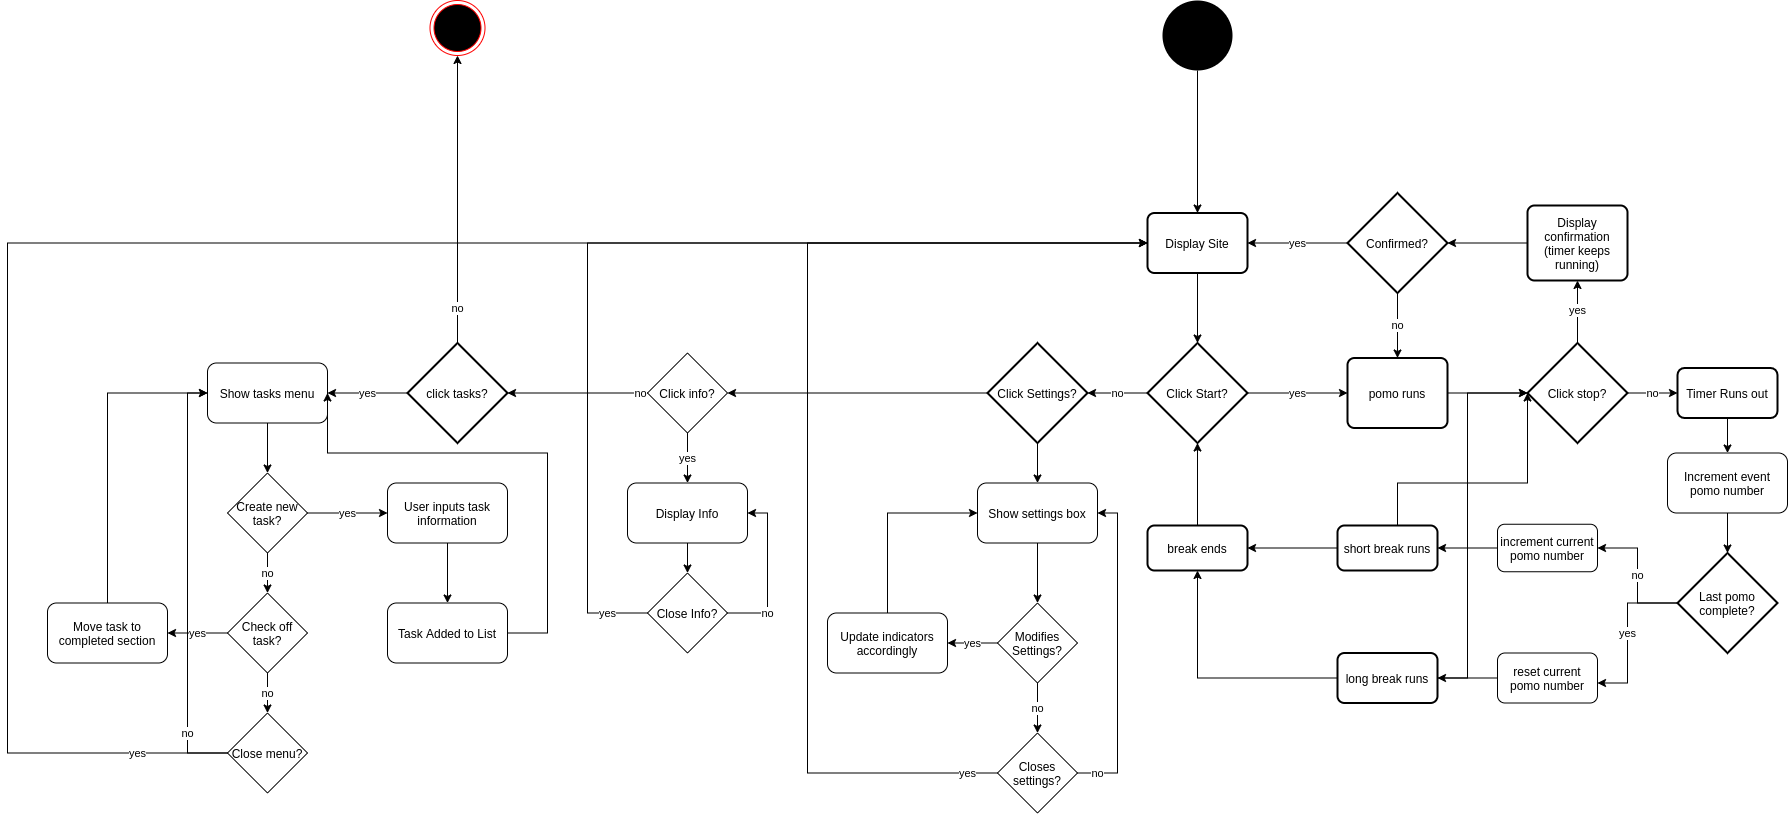 Display Site
yes
Confirmed?
Display
confirmation
(timer keeps
running)
no
no
yes
Show tasks menu
yes
click tasks?
no
Click info?
Click Settings?
no
Click Start?
yes
pomo runs
Click stop?
no
Timer Runs out
yes
Increment event
pomo number
Create new
task?
yes
User inputs task
information
Display Info
Show settings box
break ends
short break runs
increment current
pomo number
no
no
Last pomo
complete?
yes
Move task to
completed section
yes
Check off
task?
Task Added to List
yes
Close Info?
no
Update indicators
accordingly
yes
Modifies
Settings?
long break runs
reset current
pomo number
no
no
no
yes
Close menu?
yes
Closes
settings?
no